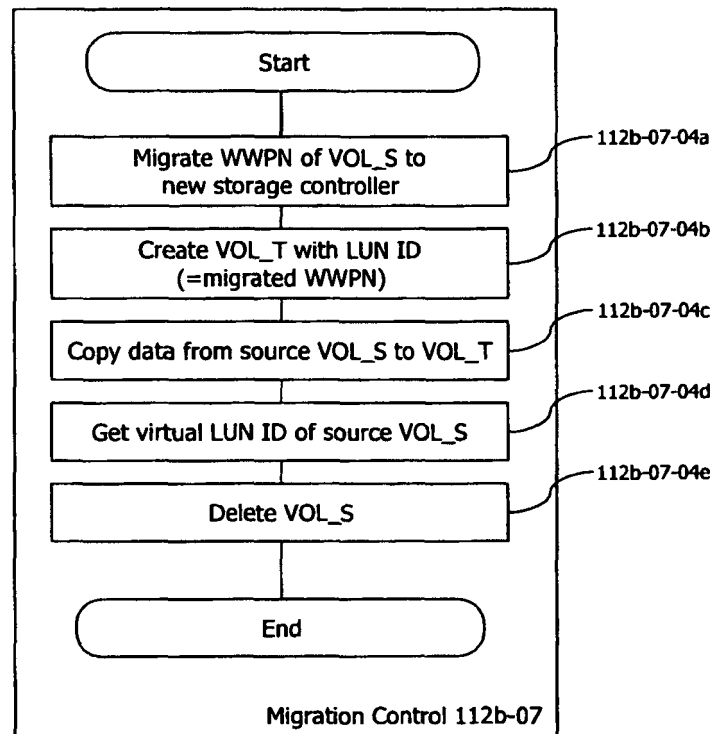 Start
Migrate WWPN of VOL_S to
new storage controller
112b-07-04a
Create VOL_T with LUN ID
(=migrated WWPN)
112b-07-04b
Copy data from source VOL_S to VOL_T
112b-07-04c
Get virtual LUN ID of source VOL_S
112b-07-04d
Delete VOL_S
112b-07-04e
End
Migration Control 112b-07